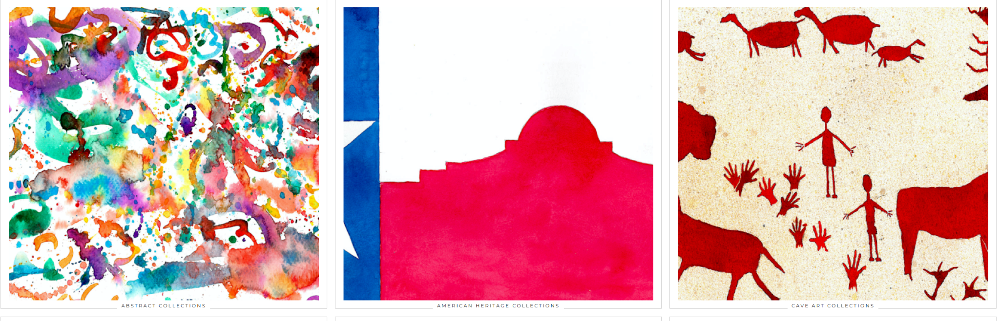 ABSTRACT COLLECTIONS
AMERICAN HERITAGE COLLECTIONS
CAVE ART COLLECTIONS